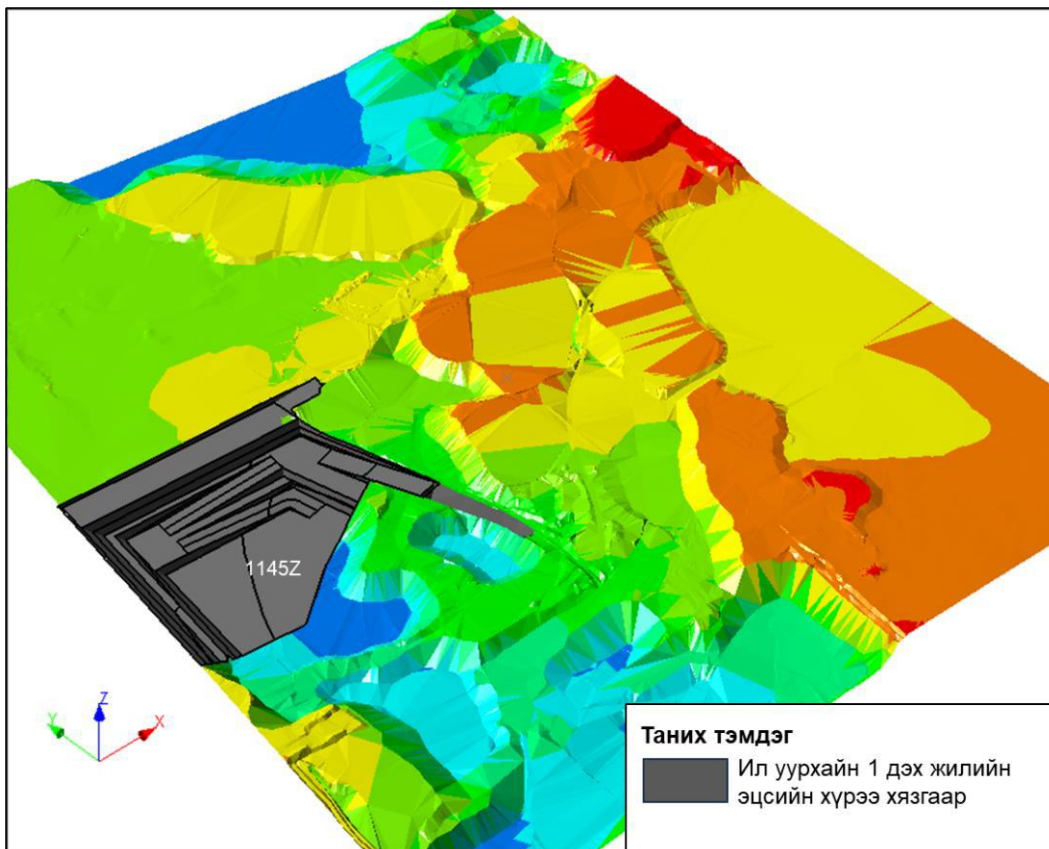 1145Z
Z
Y
X
Таних тэмдэг
Ил уурхайн 1 дэх жилийн
эцсийн хүрээ хязгаар